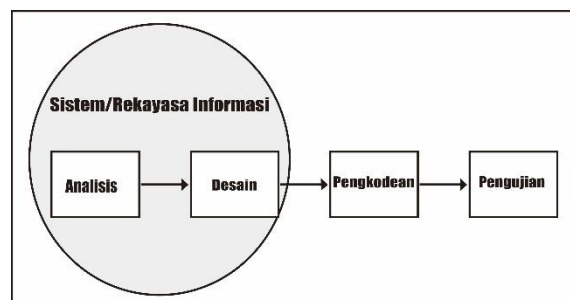 Sistem/Rekayasa Informasi
Analisis
Desain
Pengkodean
Pengujian